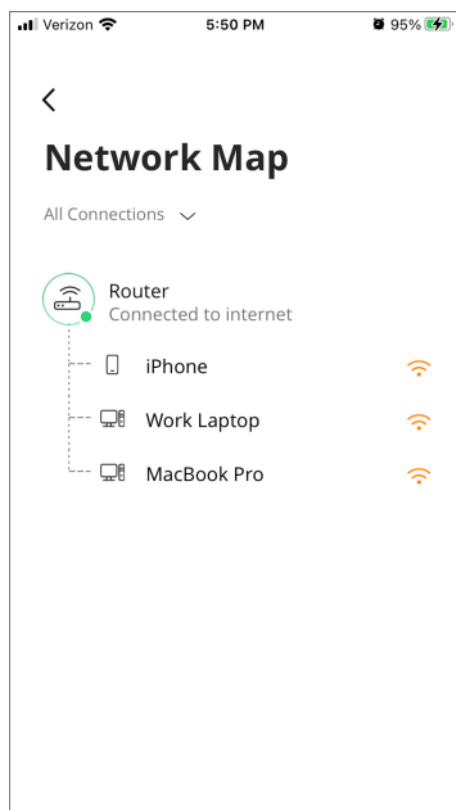 Verizon 5:50 PM 95%
Network Map
All Connections
Router
Connected to internet
iPhone
Work Laptop
MacBook Pro